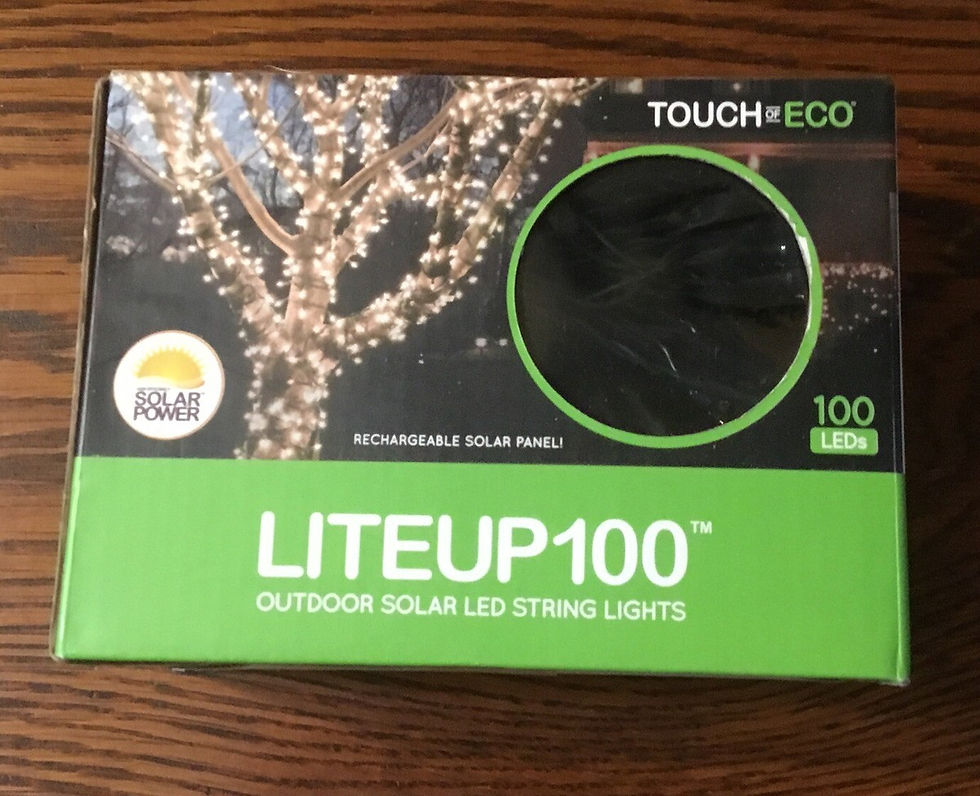 TOUCH OF ECO®
SOLAR
POWER
RECHARGEABLE SOLAR PANEL!
100
LEDs
LITEUP100™
OUTDOOR SOLAR LED STRING LIGHTS